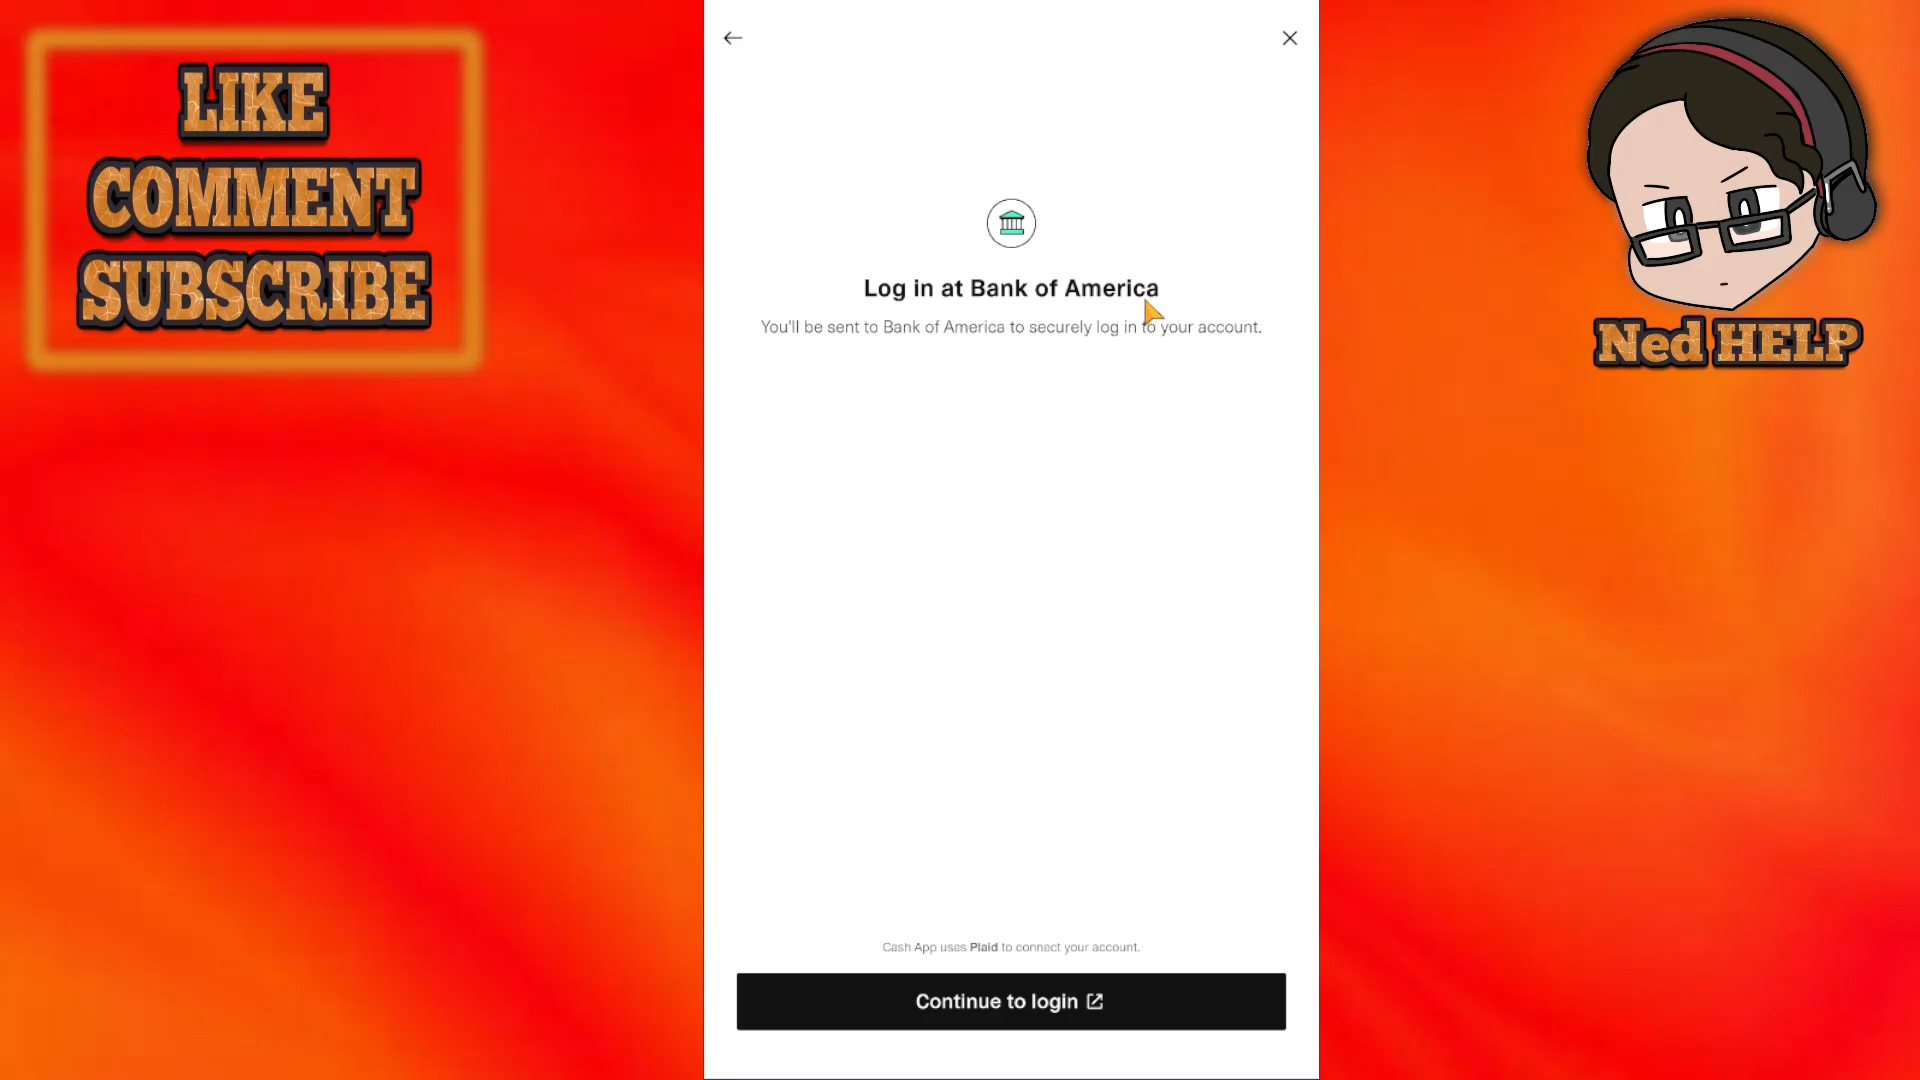 LIKE
COMMENT
SUBSCRIBE
Log in at Bank of America
You'll be sent to Bank of America to securely log in to your account.
Cash App uses Plaid to connect your account.
Continue to login
Ned HELP